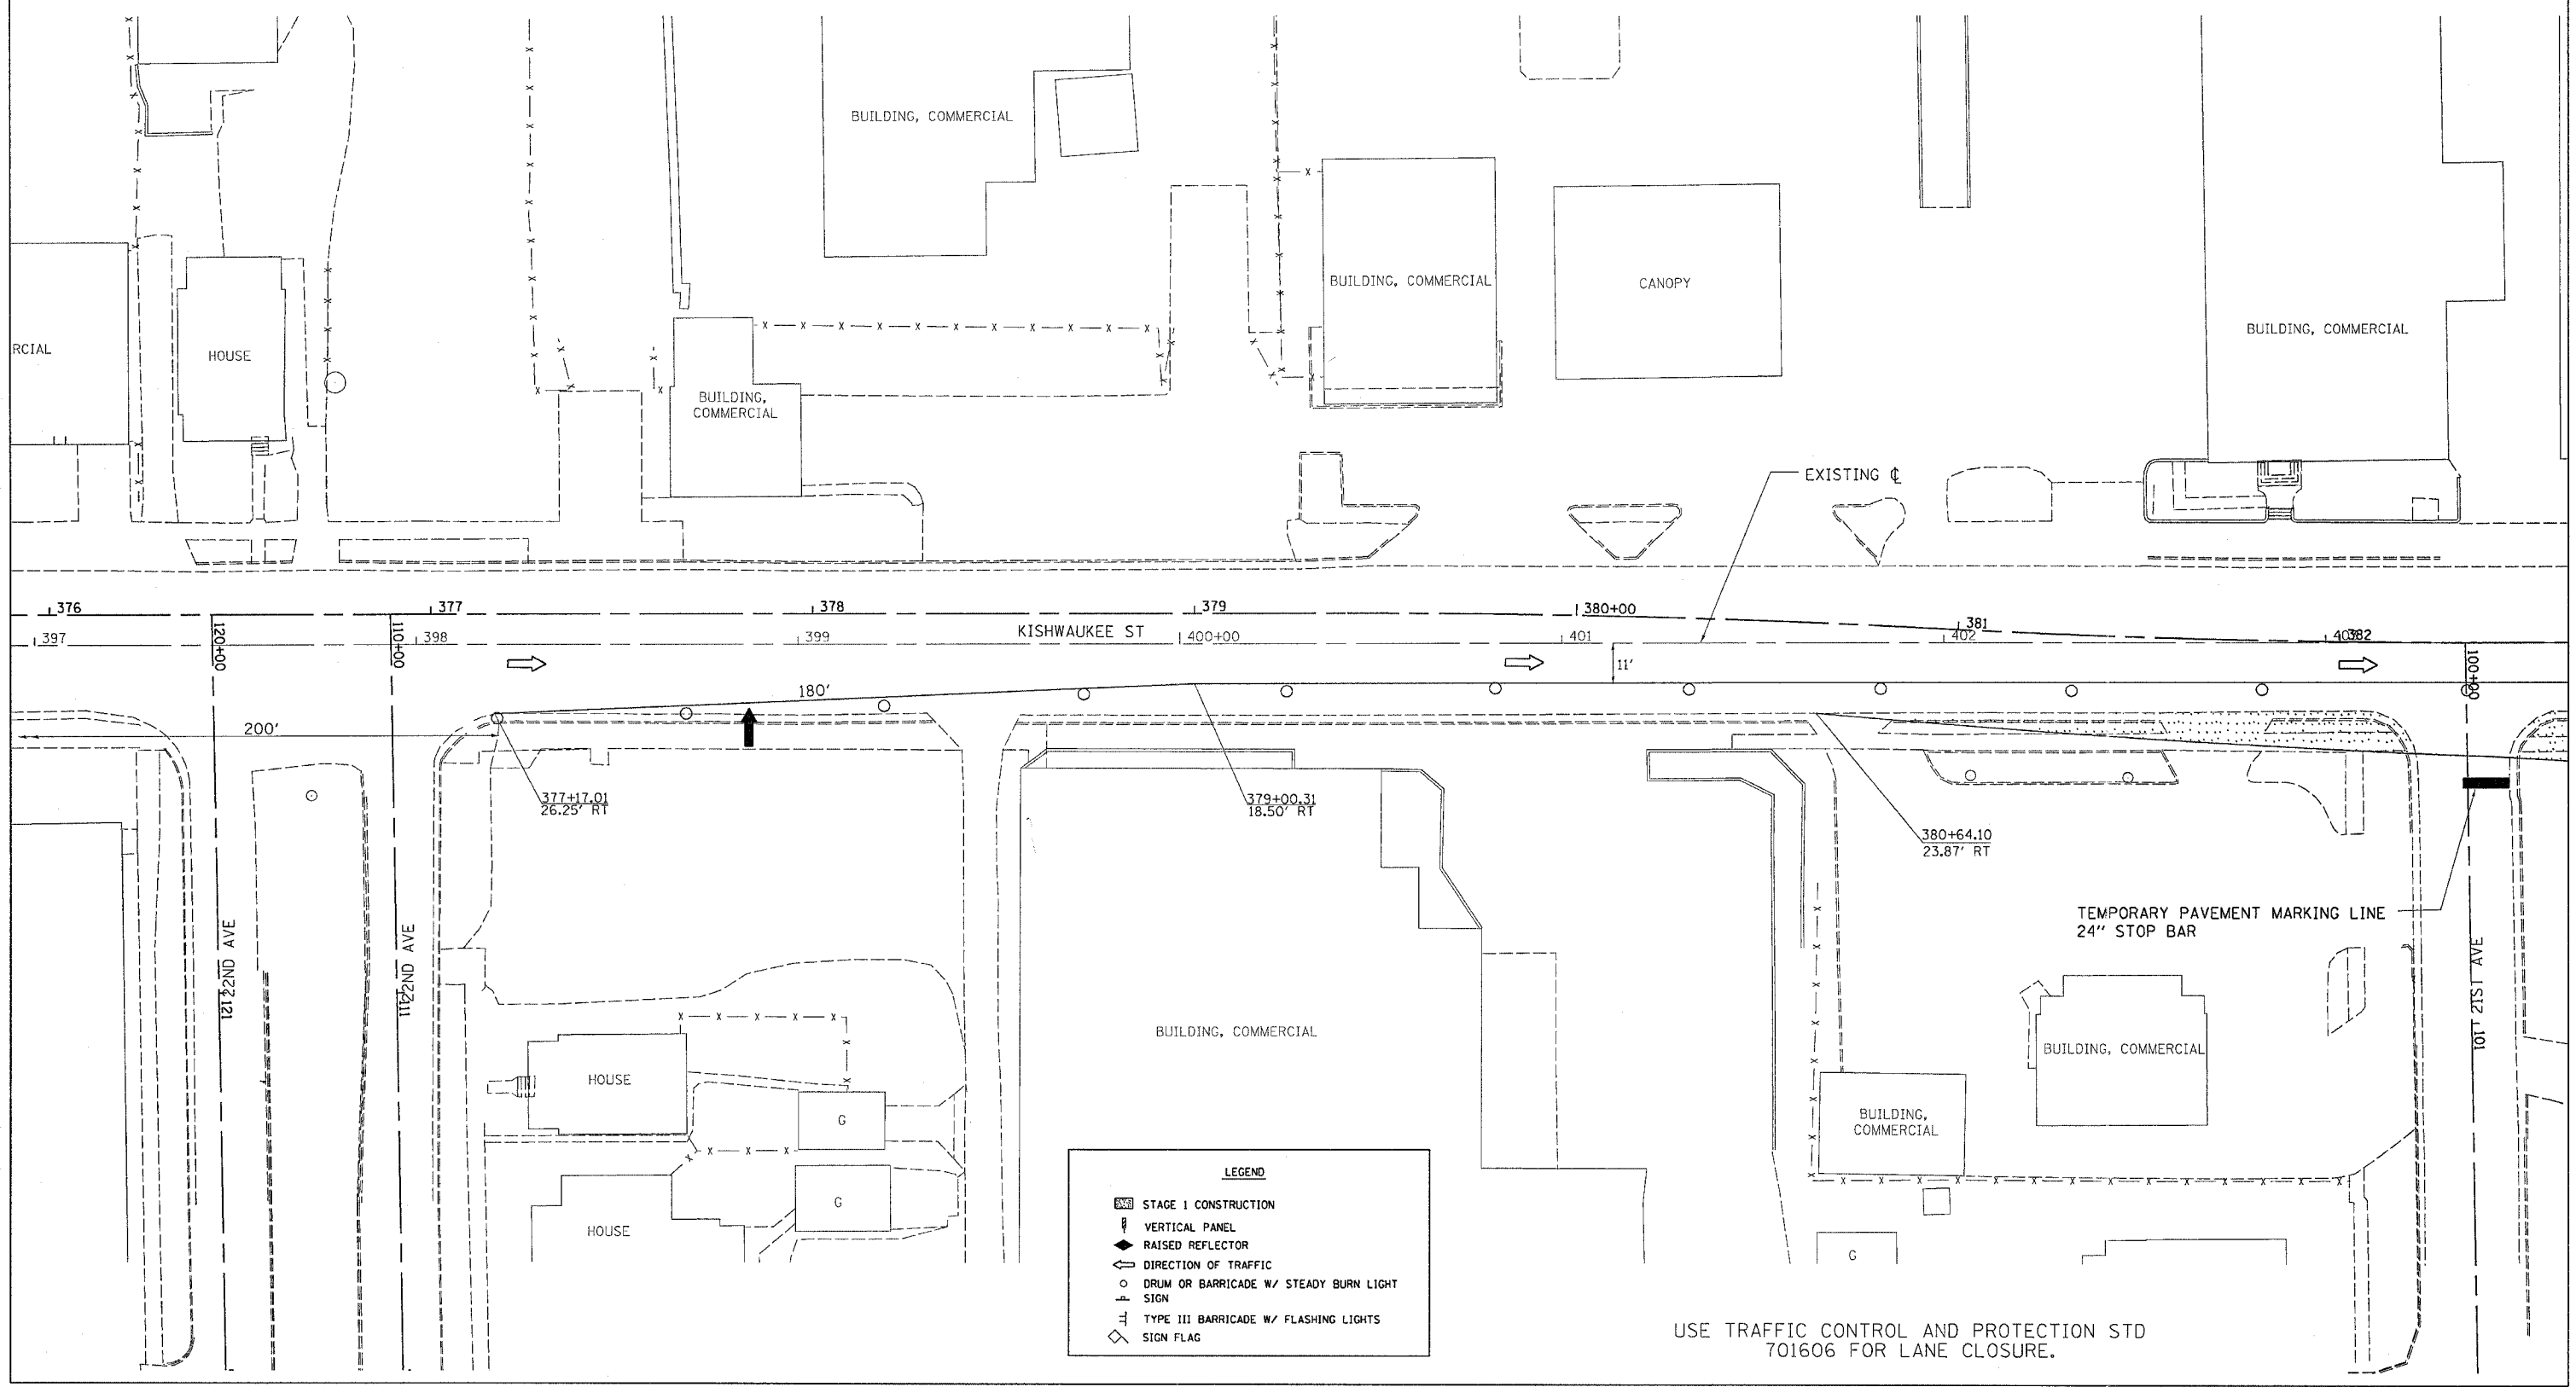 BUILDING, COMMERCIAL
BUILDING, COMMERCIAL
CANOPY
BUILDING, COMMERCIAL
RCIAL
HOUSE
BUILDING,
COMMERCIAL
EXISTING ℄
376
377
378
379
380+00
381
382
397
398
399
400+00
401
402
KISHWAUKEE ST
120+00
110+00
100+00
11'
180'
200'
377+17.01
26.25' RT
379+00.31
18.50' RT
380+64.10
23.87' RT
TEMPORARY PAVEMENT MARKING LINE
24" STOP BAR
22ND AVE
121
22ND AVE
111
21ST AVE
101
BUILDING, COMMERCIAL
BUILDING, COMMERCIAL
HOUSE
G
BUILDING,
COMMERCIAL
G
HOUSE
G
LEGEND
STAGE 1 CONSTRUCTION
VERTICAL PANEL
RAISED REFLECTOR
DIRECTION OF TRAFFIC
DRUM OR BARRICADE W/ STEADY BURN LIGHT
SIGN
TYPE III BARRICADE W/ FLASHING LIGHTS
SIGN FLAG
USE TRAFFIC CONTROL AND PROTECTION STD
701606 FOR LANE CLOSURE.